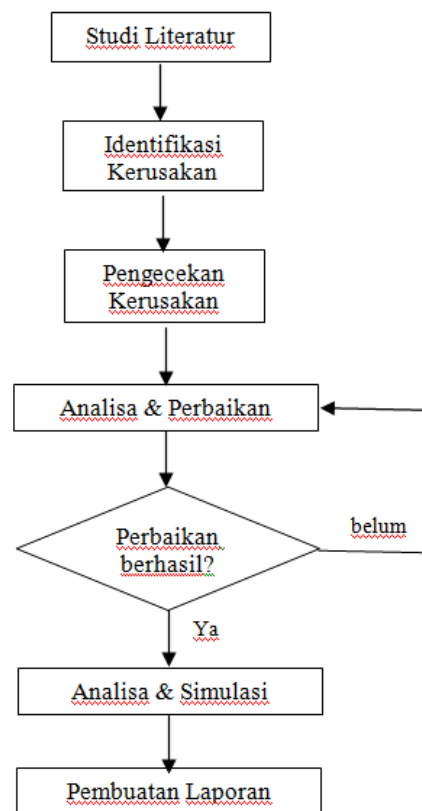 Studi Literatur
Identifikasi
Kerusakan
Pengecekan
Kerusakan
Analisa & Perbaikan
Perbaikan
berhasil?
belum
Ya
Analisa & Simulasi
Pembuatan Laporan